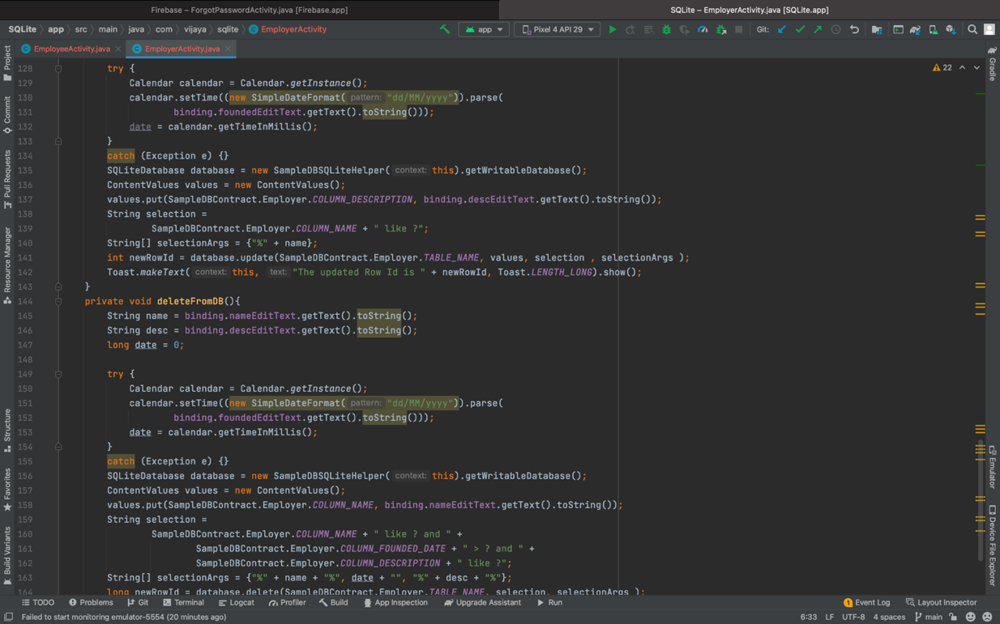 Firebase – ForgotPasswordActivity.java [Firebase.app]
SQLite – EmployerActivity.java [SQLite.app]
SQLite app src main java com vijaya sqlite EmployerActivity
app Pixel 4 API 29 Git:
EmployeeActivity.java EmployerActivity.java
22
128 try {
129 Calendar calendar = Calendar.getInstance();
130 calendar.setTime((new SimpleDateFormat( pattern: "dd/MM/yyyy")).parse(
131 binding.foundedEditText.getText().toString()));
132 date = calendar.getTimeInMillis();
133 }
134 catch (Exception e) {}
135 SQLiteDatabase database = new SampleDBSQLiteHelper( context: this).getWritableDatabase();
136 ContentValues values = new ContentValues();
137 values.put(SampleDBContract.Employer.COLUMN_DESCRIPTION, binding.descEditText.getText().toString());
138 String selection =
139 SampleDBContract.Employer.COLUMN_NAME + " like ?";
140 String[] selectionArgs = {"%" + name};
141 int newRowId = database.update(SampleDBContract.Employer.TABLE_NAME, values, selection , selectionArgs );
142 Toast.makeText( context: this, text: "The updated Row Id is " + newRowId, Toast.LENGTH_LONG).show();
143 }
144 private void deleteFromDB(){
145 String name = binding.nameEditText.getText().toString();
146 String desc = binding.descEditText.getText().toString();
147 long date = 0;
148
149 try {
150 Calendar calendar = Calendar.getInstance();
151 calendar.setTime((new SimpleDateFormat( pattern: "dd/MM/yyyy")).parse(
152 binding.foundedEditText.getText().toString()));
153 date = calendar.getTimeInMillis();
154 }
155 catch (Exception e) {}
156 SQLiteDatabase database = new SampleDBSQLiteHelper( context: this).getWritableDatabase();
157 ContentValues values = new ContentValues();
158 values.put(SampleDBContract.Employer.COLUMN_NAME, binding.nameEditText.getText().toString());
159 String selection =
160 SampleDBContract.Employer.COLUMN_NAME + " like ? and " +
161 SampleDBContract.Employer.COLUMN_FOUNDED_DATE + " > ? and " +
162 SampleDBContract.Employer.COLUMN_DESCRIPTION + " like ?";
163 String[] selectionArgs = {"%" + name + "%", date + "", "%" + desc + "%"};
164 long newRowId = database.delete(SampleDBContract.Employer.TABLE_NAME, selection, selectionArgs );
Project
Commit
Pull Requests
Resource Manager
Structure
Favorites
Build Variants
Gradle
Emulator
Device File Explorer
TODO Problems Git Terminal Logcat Profiler Build App Inspection Upgrade Assistant Run 1 Event Log Layout Inspector
Failed to start monitoring emulator-5554 (20 minutes ago) 6:33 LF UTF-8 4 spaces main